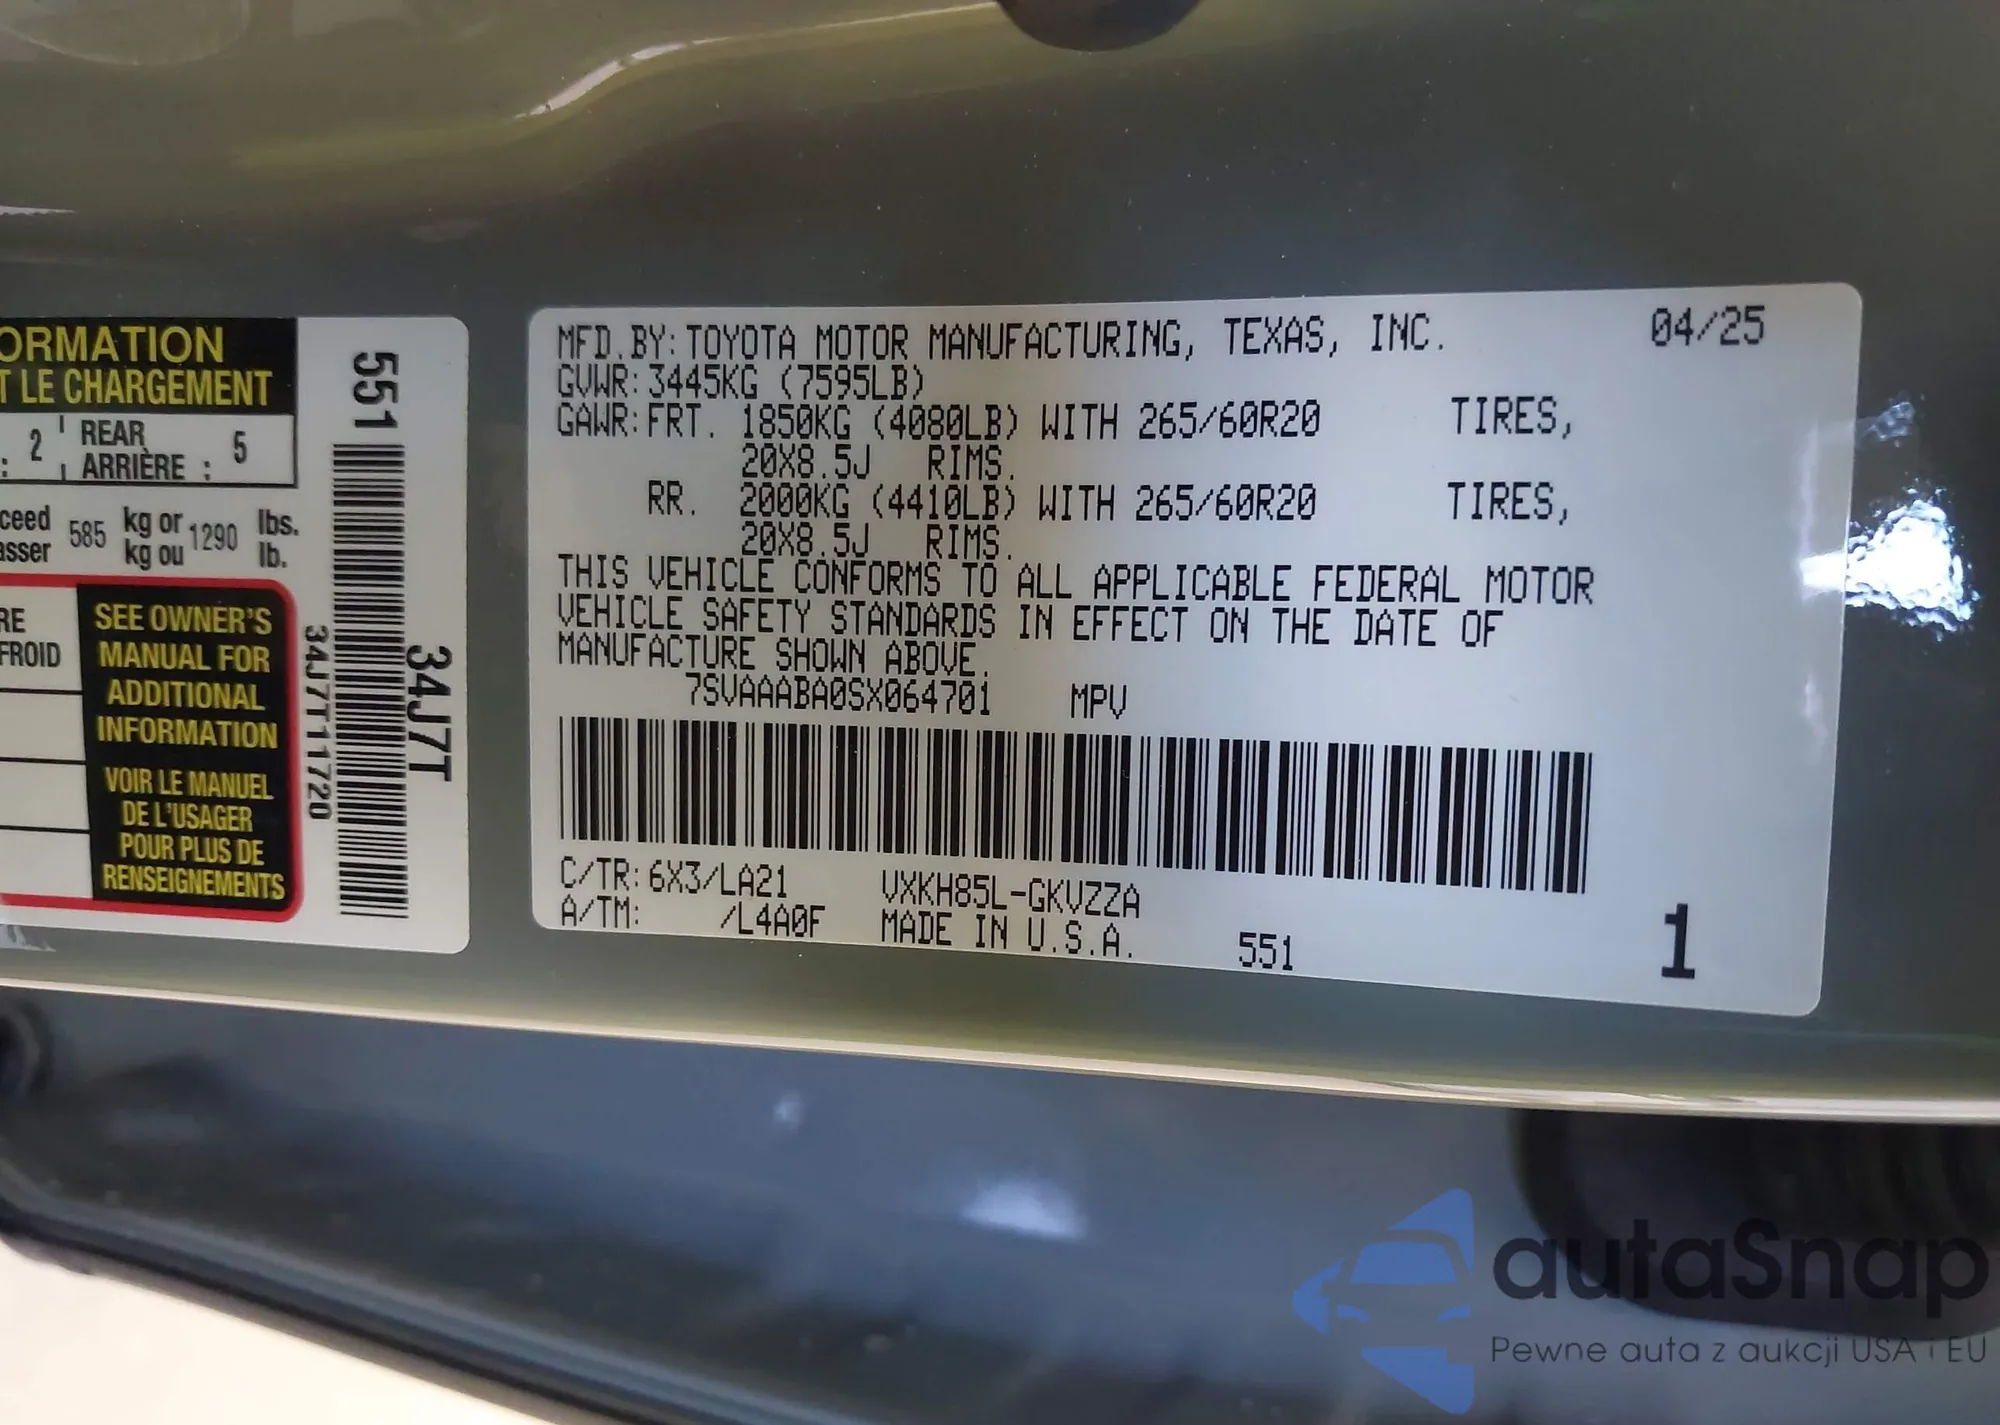 ORMATION
T LE CHARGEMENT
: 2 REAR
ARRIÈRE : 5
ceed 585 kg or 1290 lbs.
asser kg ou lb.
RE
FROID
SEE OWNER'S
MANUAL FOR
ADDITIONAL
INFORMATION
VOIR LE MANUEL
DE L'USAGER
POUR PLUS DE
RENSEIGNEMENTS
551
34J7T11720
34J7T
MFD.BY: TOYOTA MOTOR MANUFACTURING, TEXAS, INC. 04/25
GVWR: 3445KG (7595LB)
GAWR: FRT. 1850KG (4080LB) WITH 265/60R20 TIRES,
20X8.5J RIMS.
RR. 2000KG (4410LB) WITH 265/60R20 TIRES,
20X8.5J RIMS.
THIS VEHICLE CONFORMS TO ALL APPLICABLE FEDERAL MOTOR
VEHICLE SAFETY STANDARDS IN EFFECT ON THE DATE OF
MANUFACTURE SHOWN ABOVE.
7SVAAABA0SX064701 MPV
C/TR: 6X3/LA21 VXKH85L-GKVZZA
A/TM: /L4A0F MADE IN U.S.A. 551 1
autaSnap
Pewne auta z aukcji USA i EU